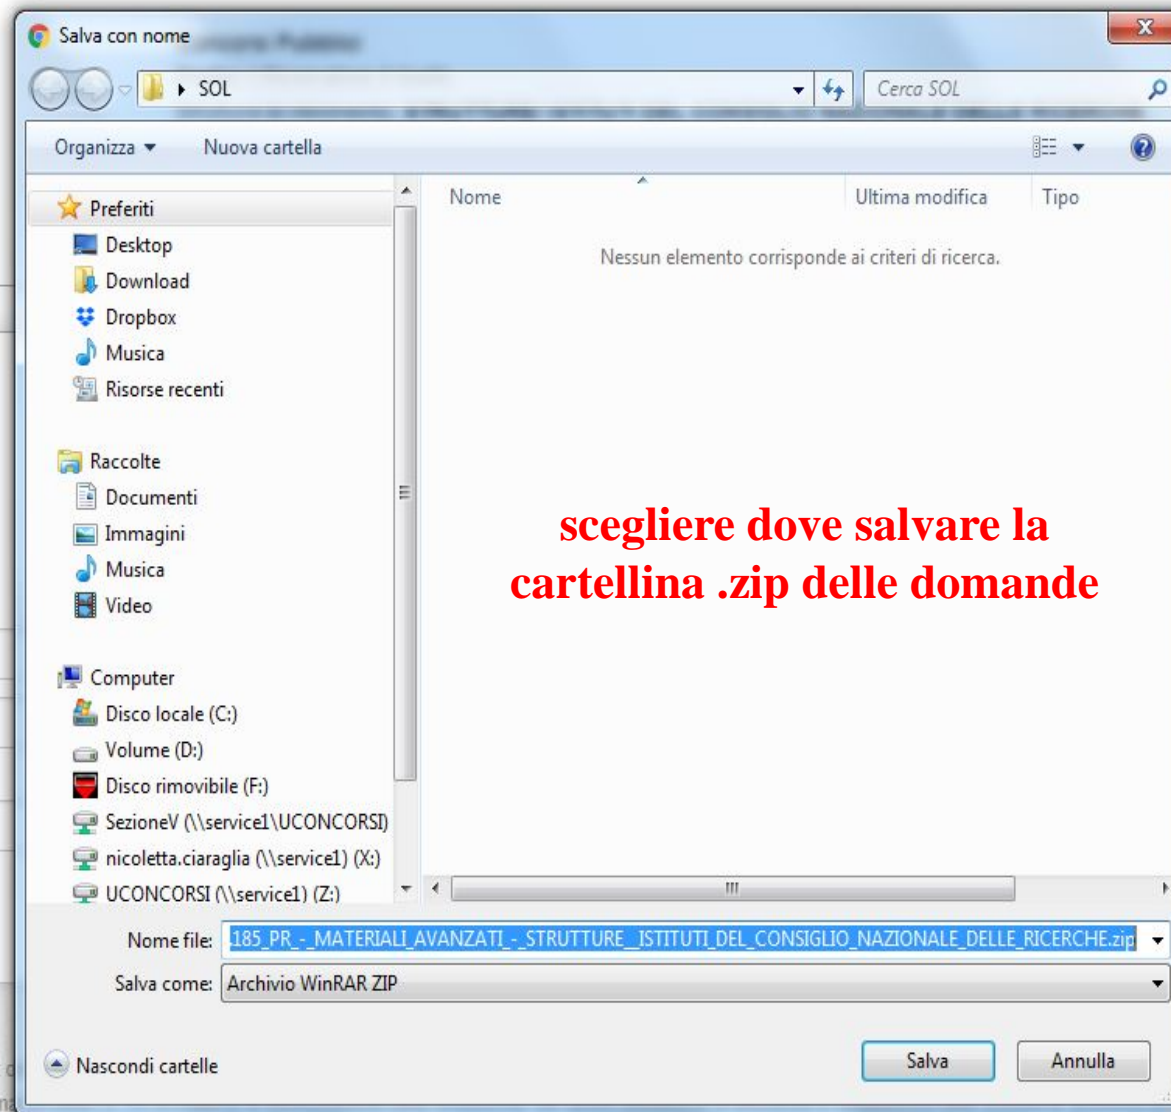 Salva con nome
SOL
Cerca SOL
Organizza
Nuova cartella
Nome
Ultima modifica
Tipo
Preferiti
Nessun elemento corrisponde ai criteri di ricerca.
Desktop
Download
Dropbox
Musica
Risorse recenti
Raccolte
Documenti
Immagini
Musica
Video
scegliere dove salvare la
cartellina .zip delle domande
Computer
Disco locale (C:)
Volume (D:)
Disco rimovibile (F:)
SezioneV (\\service1\UCONCORSI)
nicoletta.ciaraglia (\\service1) (X:)
UCONCORSI (\\service1) (Z:)
Nome file: .185_PR_-_MATERIALI_AVANZATI_-_STRUTTURE__ISTITUTI_DEL_CONSIGLIO_NAZIONALE_DELLE_RICERCHE.zip
Salva come: Archivio WinRAR ZIP
Nascondi cartelle
Salva
Annulla